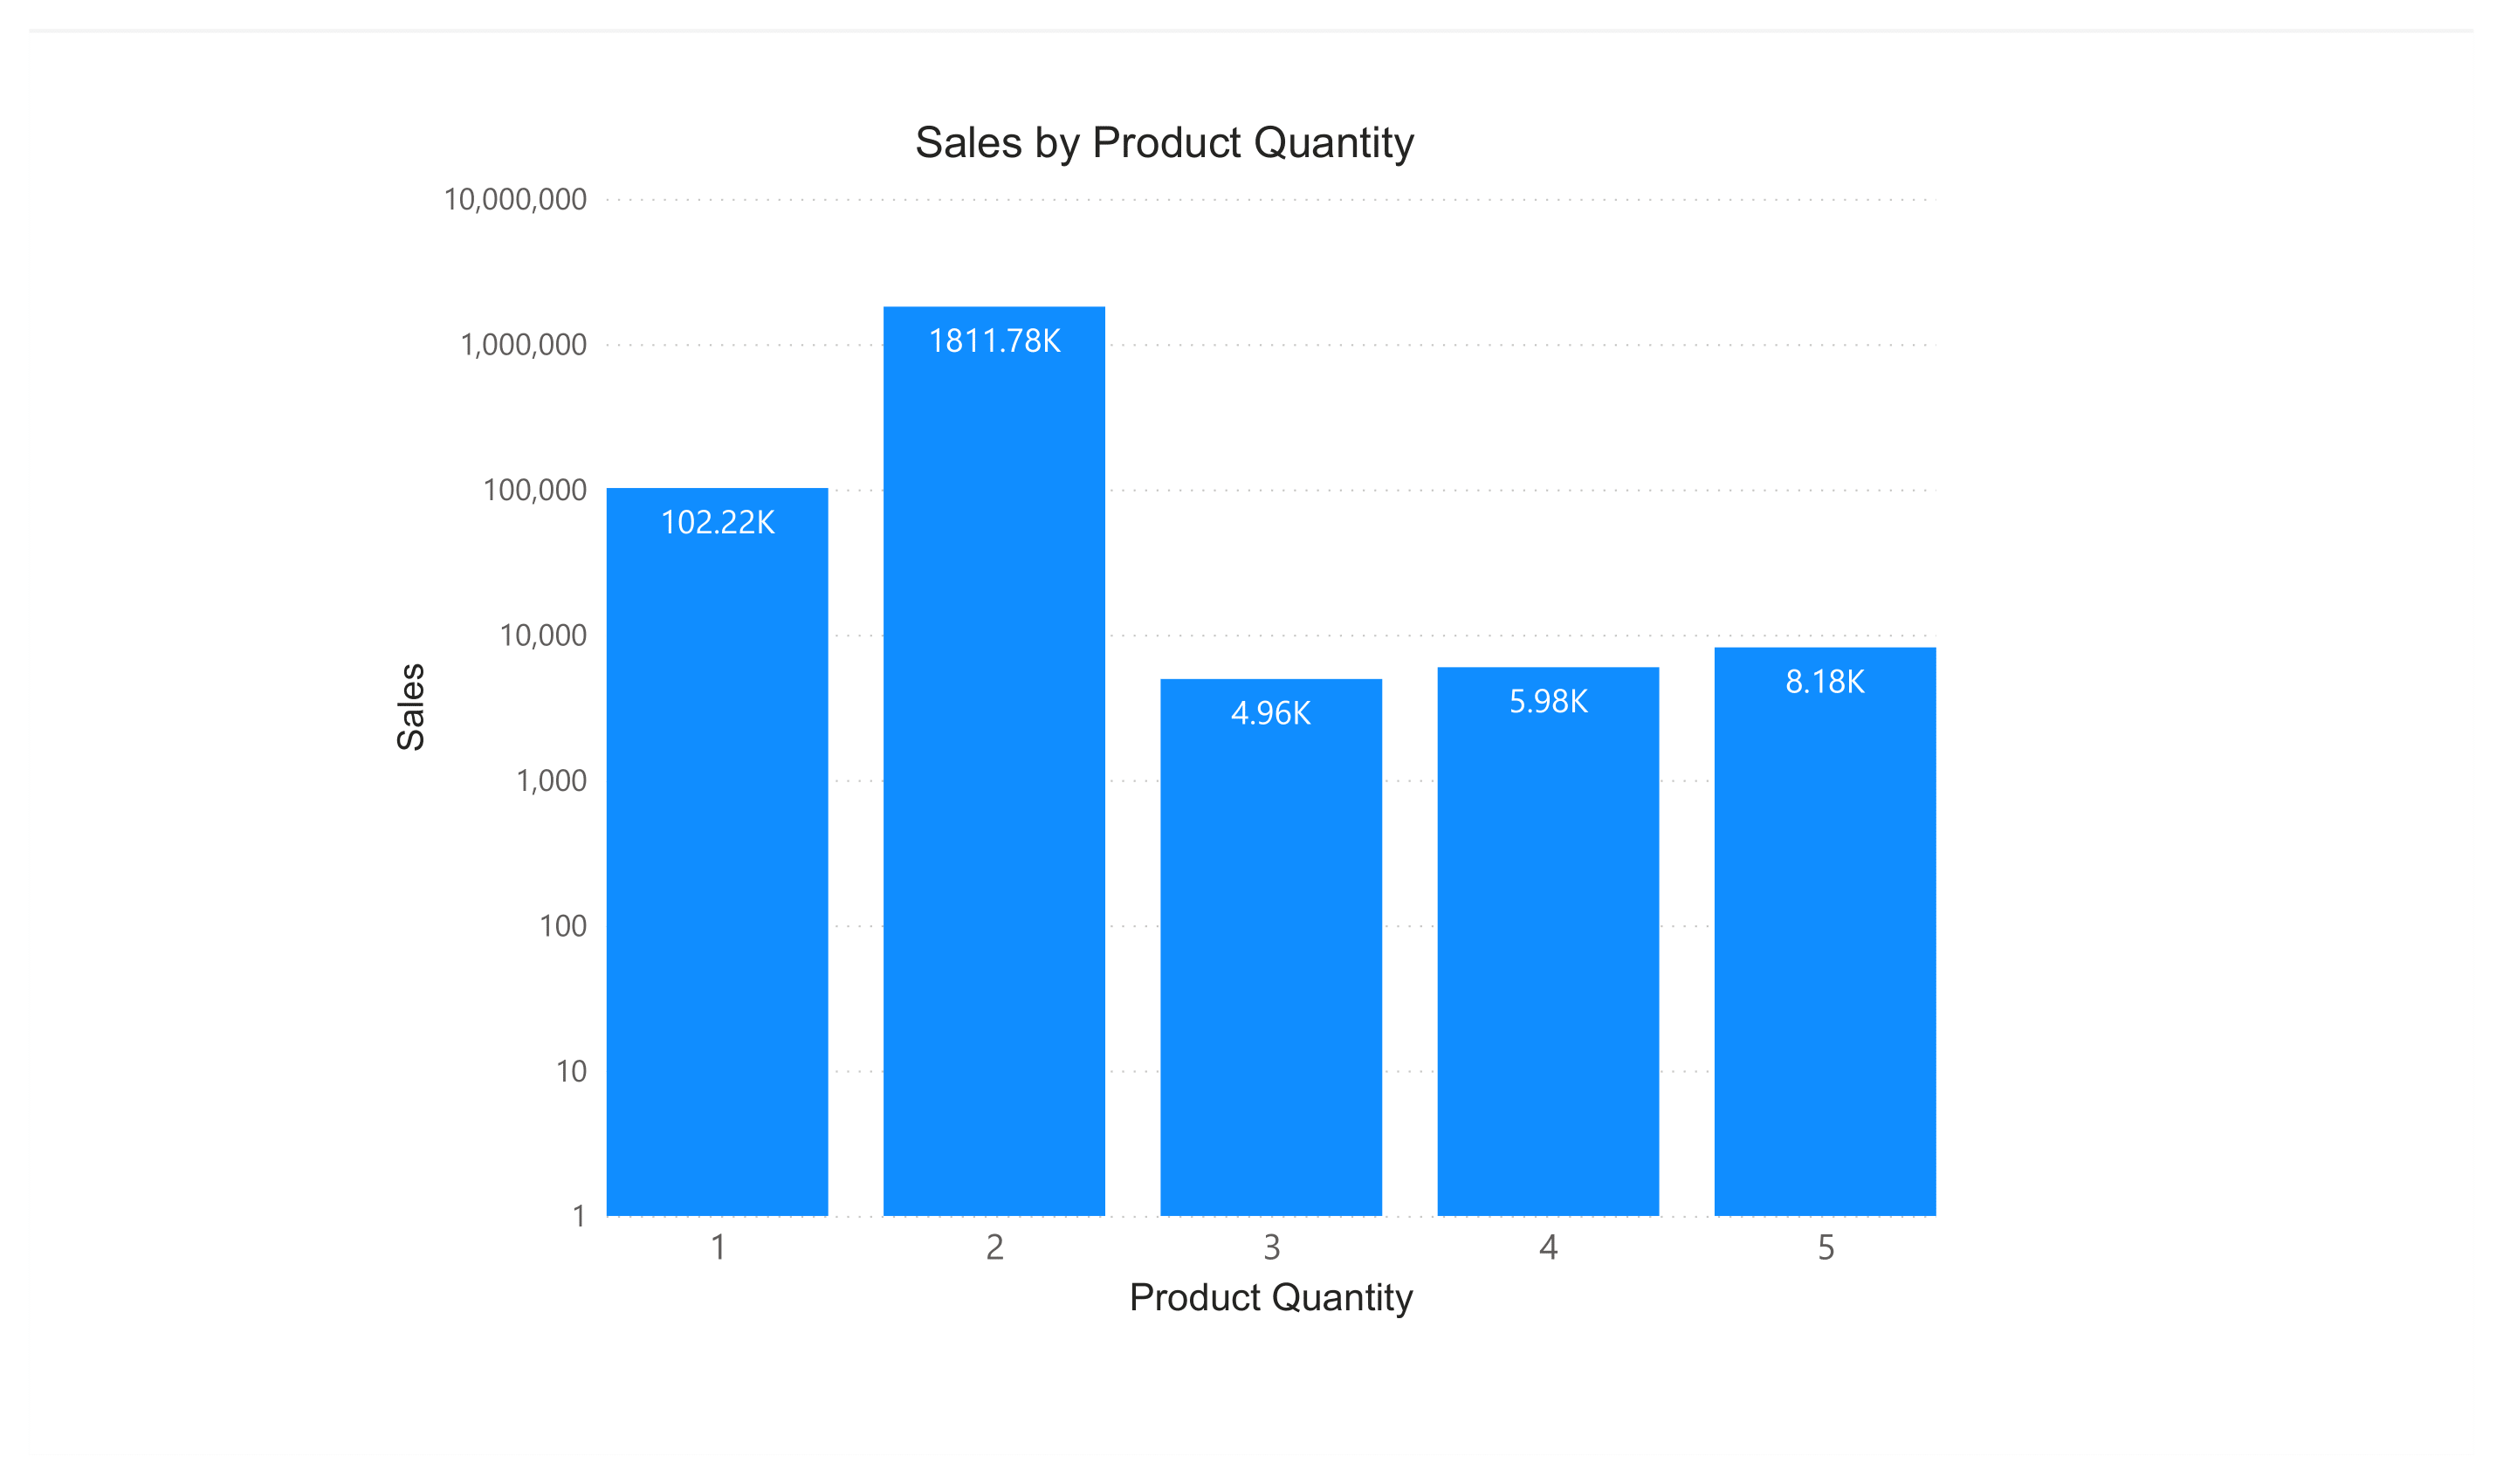 Sales by Product Quantity
10,000,000
1,000,000
100,000
10,000
1,000
100
10
1
Sales
102.22K
1811.78K
4.96K
5.98K
8.18K
1
2
3
4
5
Product Quantity